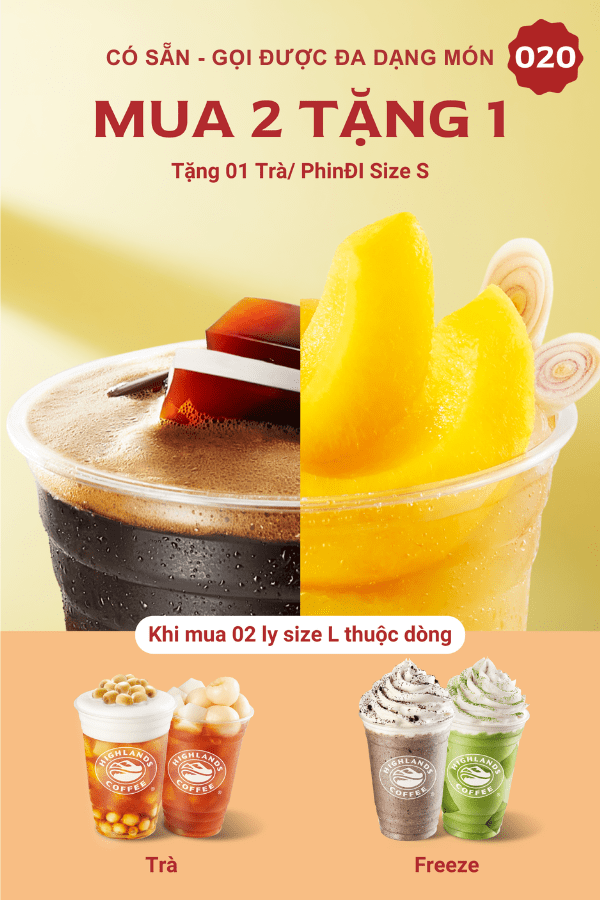 CÓ SẴN - GỌI ĐƯỢC ĐA DẠNG MÓN
020
MUA 2 TẶNG 1
Tặng 01 Trà/ PhinĐI Size S
Khi mua 02 ly size L thuộc dòng
HIGHLANDS
COFFEE
HIGHLANDS
COFFEE
HIGHLANDS
COFFEE
HIGHLANDS
COFFEE
Trà
Freeze